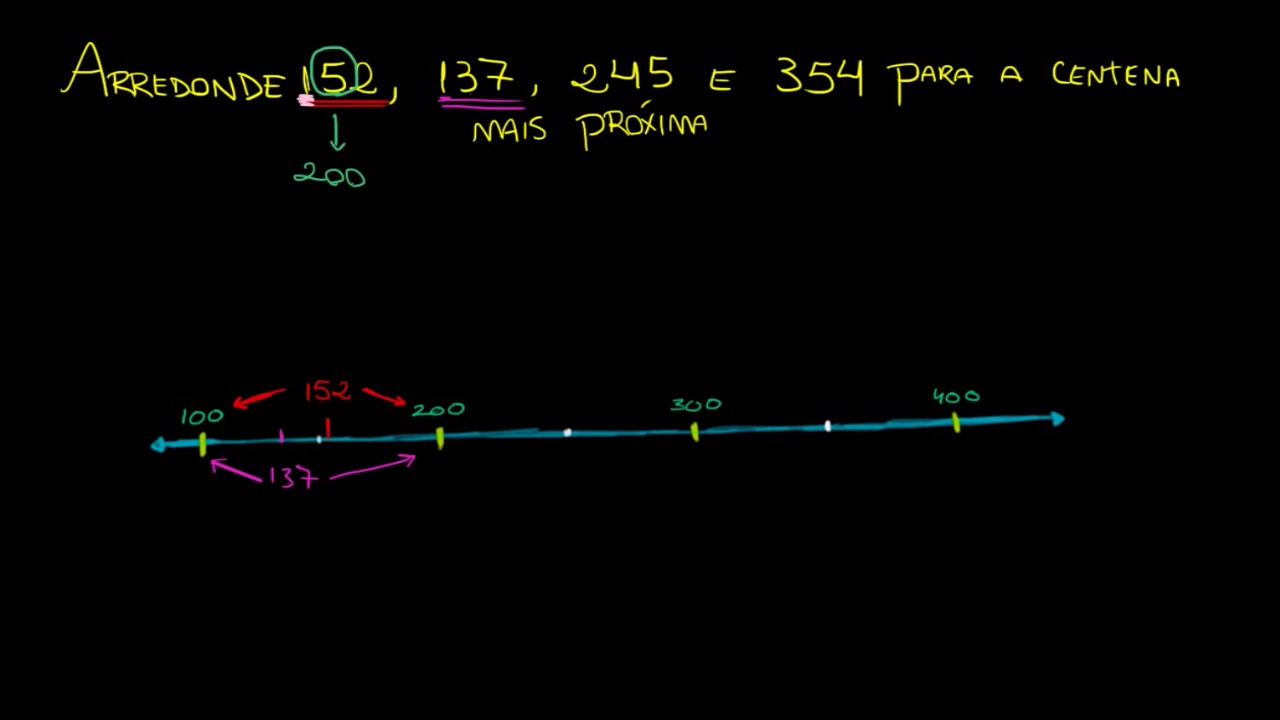 ARREDONDE 152, 137, 245 E 354 PARA A CENTENA
MAIS PRÓXIMA
200
152
100 200 300 400
137